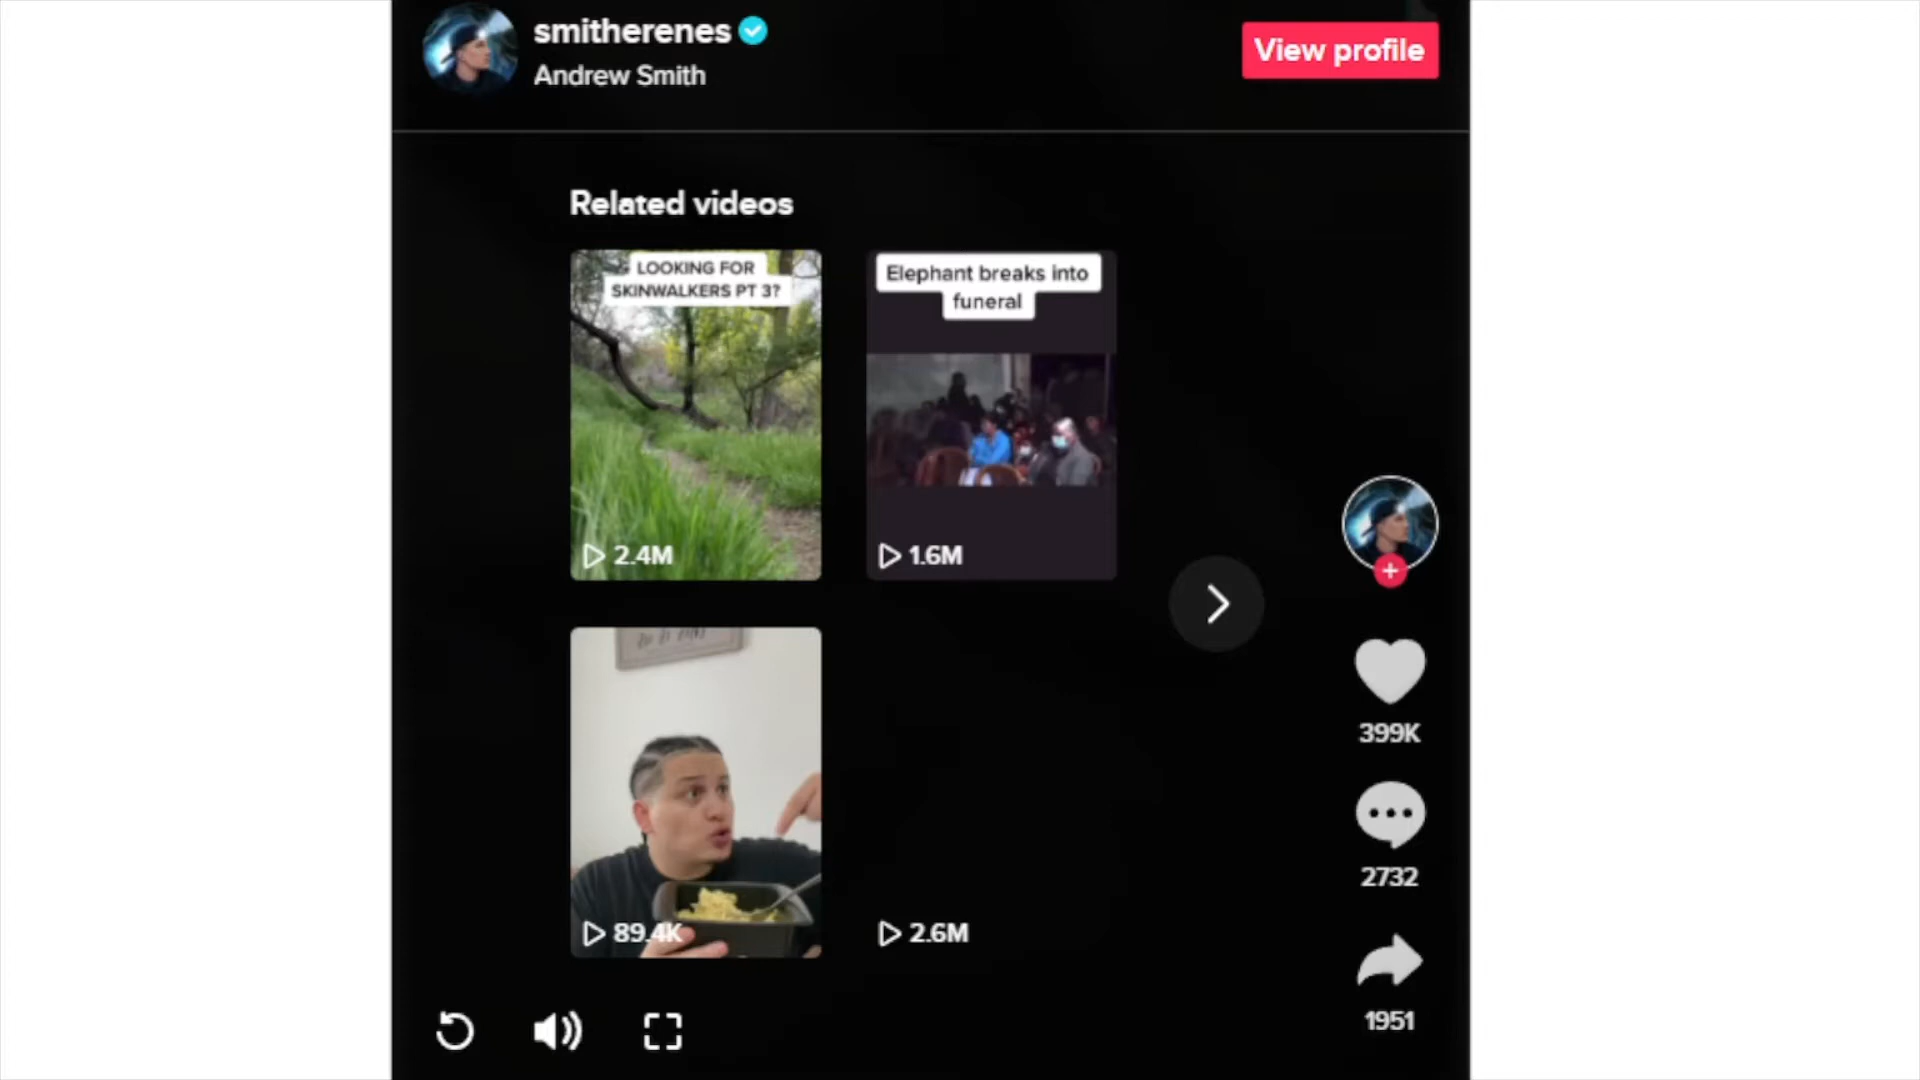 smitherenes
Andrew Smith
View profile
Related videos
LOOKING FOR
SKINWALKERS PT 3?
Elephant breaks into
funeral
2.4M
1.6M
399K
2732
89.4K
2.6M
1951